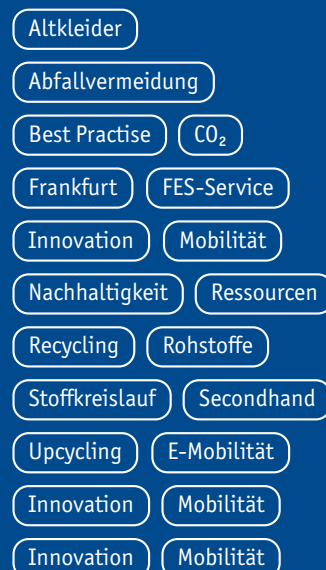 Altkleider
Abfallvermeidung
Best Practise CO₂
Frankfurt FES-Service
Innovation Mobilität
Nachhaltigkeit Ressourcen
Recycling Rohstoffe
Stoffkreislauf Secondhand
Upcycling E-Mobilität
Innovation Mobilität
Innovation Mobilität